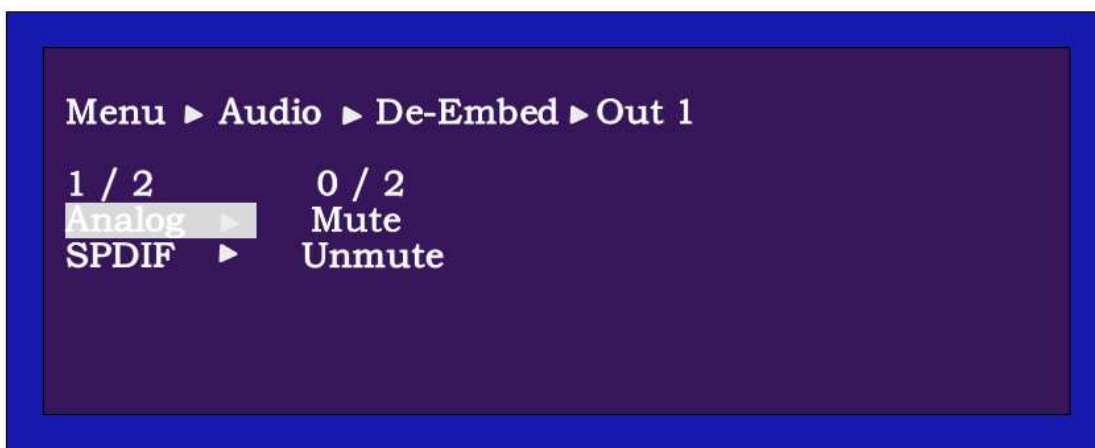 Menu ▶ Audio ▶ De-Embed ▶ Out 1
1 / 2 0 / 2
Analog ▶ Mute
SPDIF ▶ Unmute